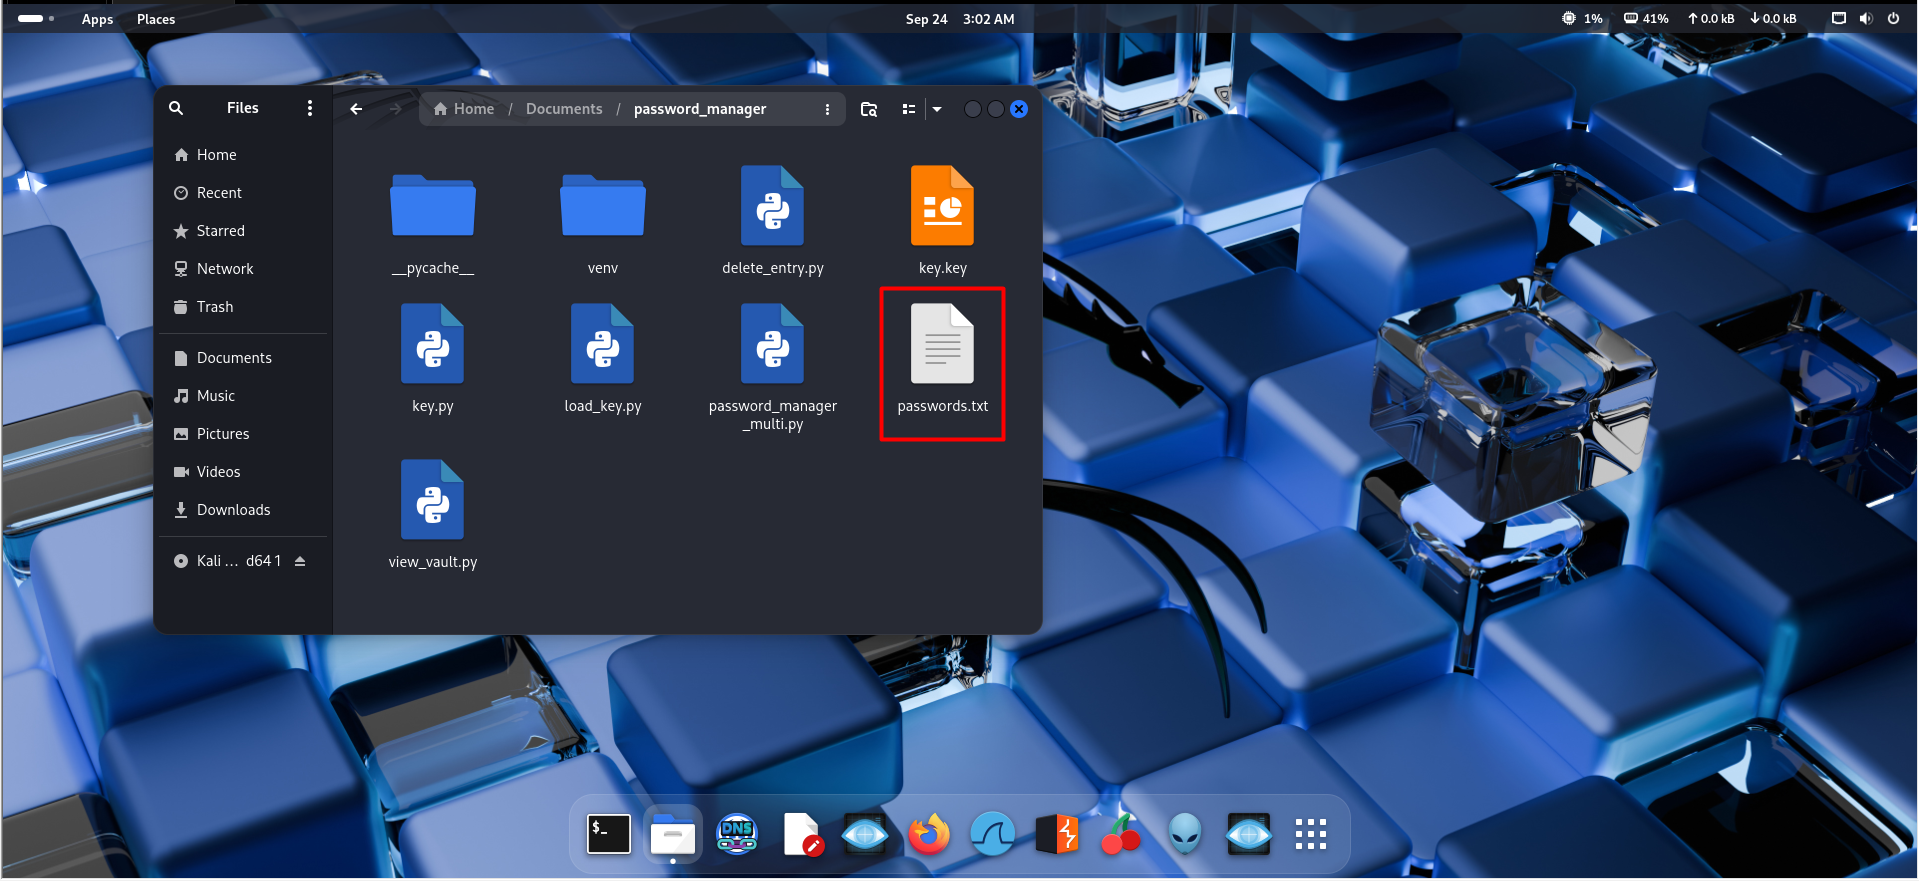 Apps Places Sep 24 3:02 AM 1% 41% 0.0 kB 0.0 kB
Files Home / Documents / password_manager
Home
Recent
Starred
Network
Trash
Documents
Music
Pictures
Videos
Downloads
Kali ... d64 1
__pycache__ venv delete_entry.py key.key
key.py load_key.py password_manager
_multi.py passwords.txt
view_vault.py
$_ DNS